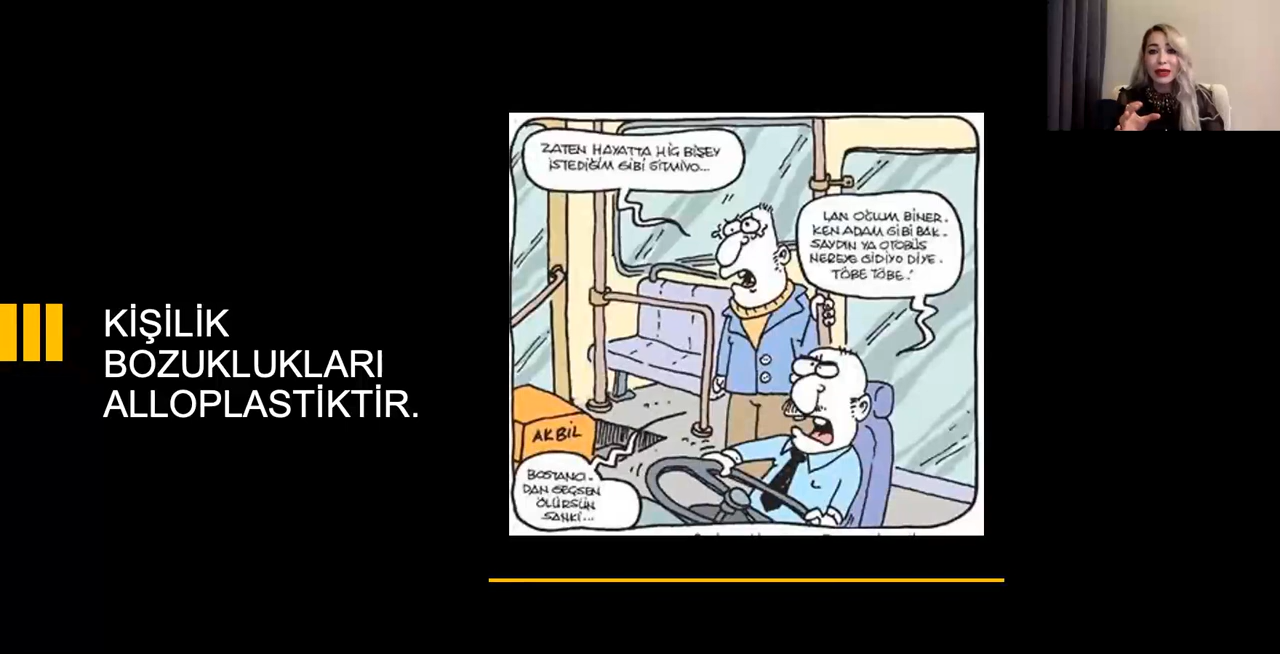 KİŞİLİK
BOZUKLUKLARI
ALLOPLASTİKTİR.
ZATEN HAYATTA HİG BİŞEY
İSTEDİĞİM GİBİ GİTMİYO...
LAN OĞLUM BİNER-
KEN ADAM GİBİ BAK-
SAYDIN YA OTOBÜS
NEREYE GİDİYO DİYE.
TÖBE TÖBE.!
AKBİL
BOSTANCI-
DAN GEÇSEN
ÖLÜRSÜN
SANKİ...